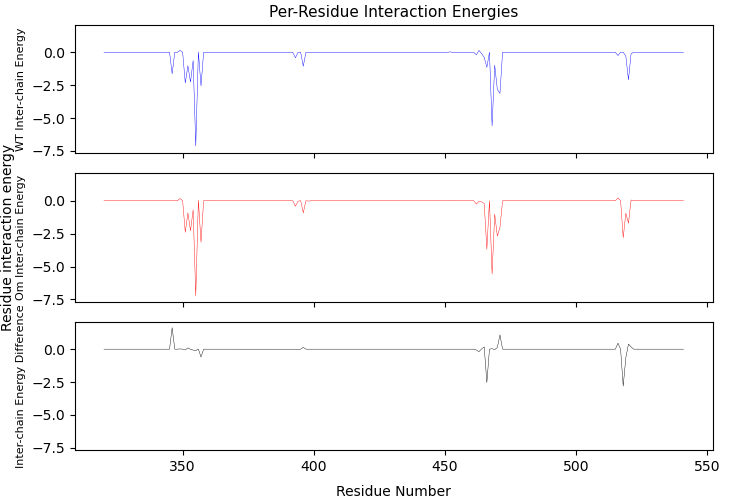 Per-Residue Interaction Energies
WT Inter-chain Energy
0.0
−2.5
−5.0
−7.5
Residue interaction energy
Om Inter-chain Energy
0.0
−2.5
−5.0
−7.5
Inter-chain Energy Difference
0.0
−2.5
−5.0
−7.5
350 400 450 500 550
Residue Number